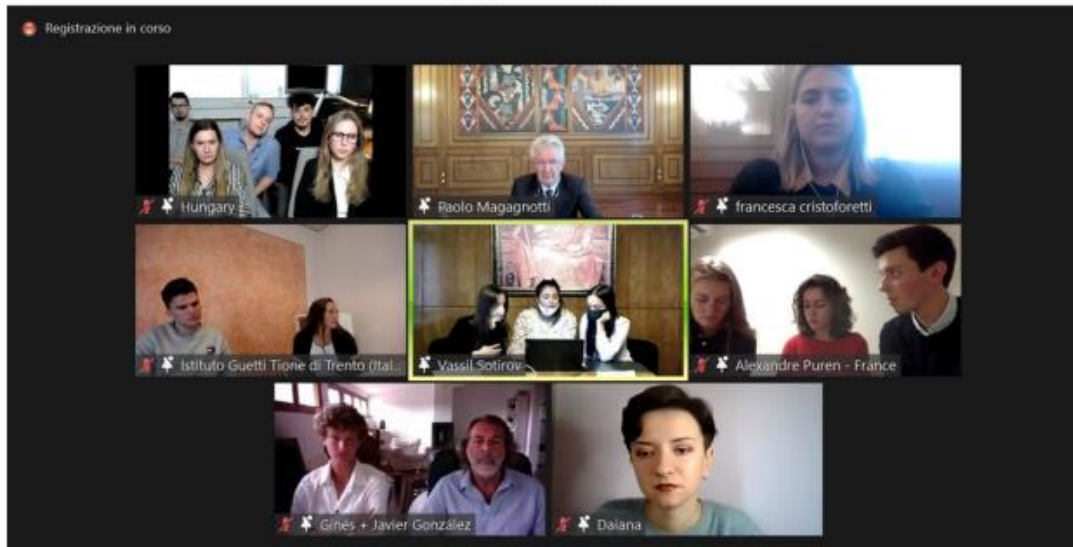 Registrazione in corso
Hungary
Paolo Magagnotti
francesca cristoforetti
Istituto Guetti Tione di Trento (Ital...
Vassil Sotirov
Alexandre Puren - France
Ginés + Javier González
Daiana